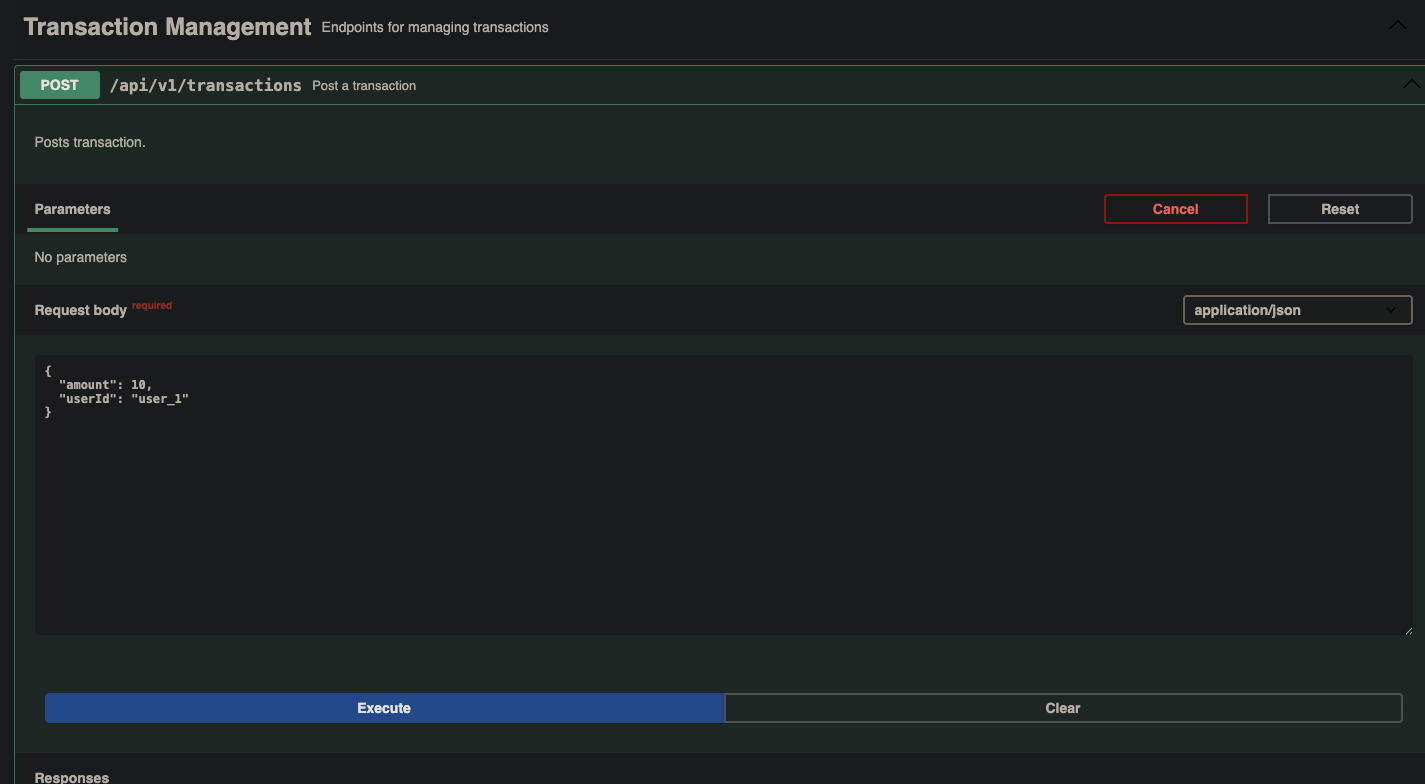 Transaction Management Endpoints for managing transactions
POST /api/v1/transactions Post a transaction
Posts transaction.
Parameters Cancel Reset
No parameters
Request body required application/json
{
  "amount": 10,
  "userId": "user_1"
}
Execute Clear
Responses